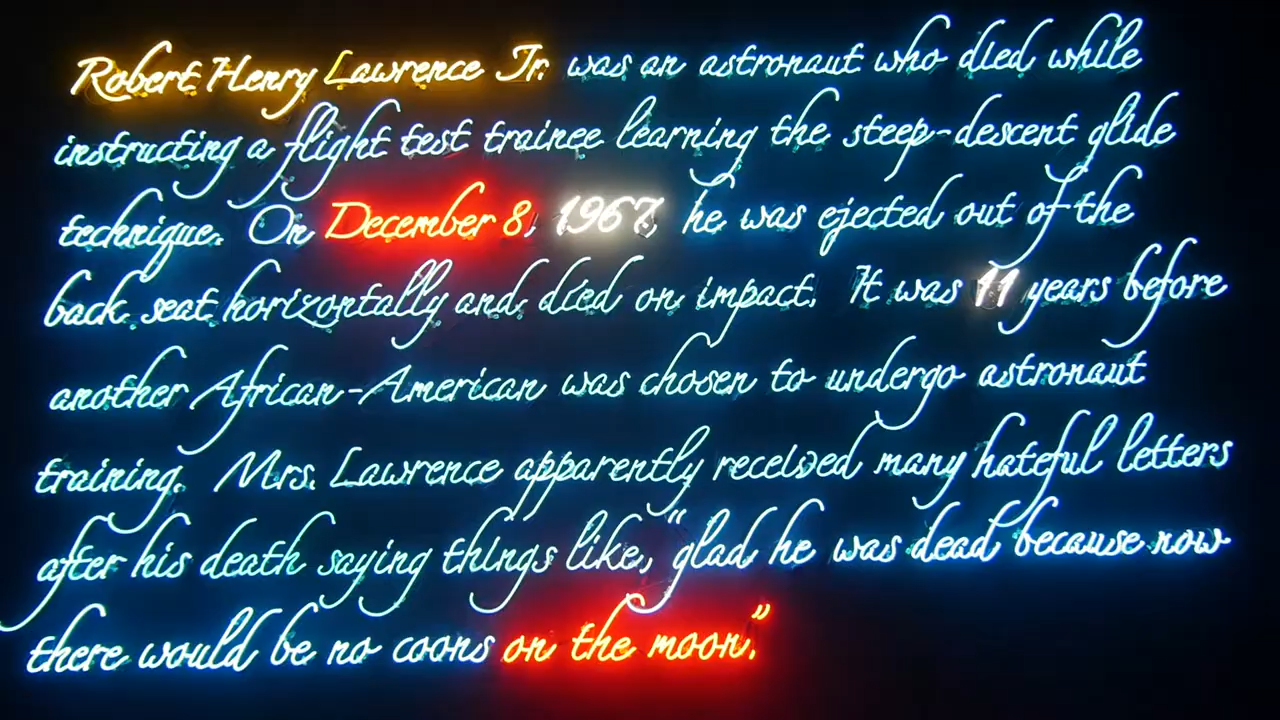 Robert Henry Lawrence Jr. was an astronaut who died while
instructing a flight test trainee learning the steep-descent glide
technique. On December 8, 1967, he was ejected out of the
back seat horizontally and died on impact. It was 11 years before
another African-American was chosen to undergo astronaut
training. Mrs. Lawrence apparently received many hateful letters
after his death saying things like, "glad he was dead because now
there would be no coons on the moon."